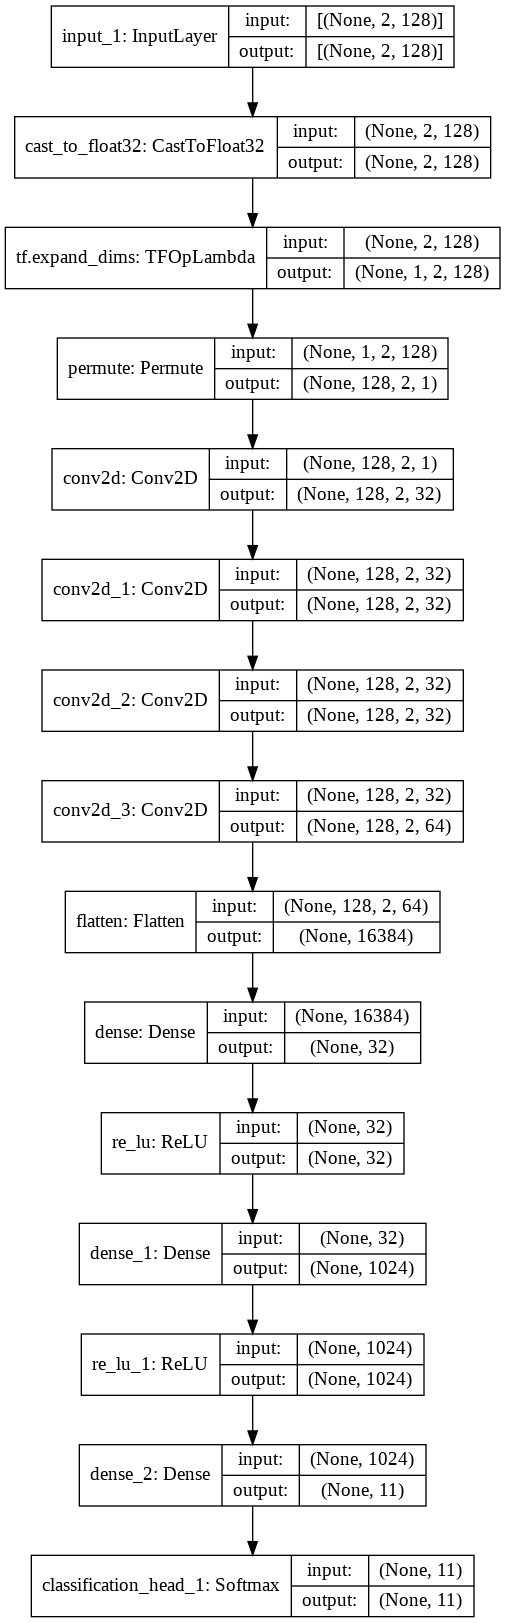 input_1: InputLayer
input: [(None, 2, 128)]
output: [(None, 2, 128)]
cast_to_float32: CastToFloat32
input: (None, 2, 128)
output: (None, 2, 128)
tf.expand_dims: TFOpLambda
input: (None, 2, 128)
output: (None, 1, 2, 128)
permute: Permute
input: (None, 1, 2, 128)
output: (None, 128, 2, 1)
conv2d: Conv2D
input: (None, 128, 2, 1)
output: (None, 128, 2, 32)
conv2d_1: Conv2D
input: (None, 128, 2, 32)
output: (None, 128, 2, 32)
conv2d_2: Conv2D
input: (None, 128, 2, 32)
output: (None, 128, 2, 32)
conv2d_3: Conv2D
input: (None, 128, 2, 32)
output: (None, 128, 2, 64)
flatten: Flatten
input: (None, 128, 2, 64)
output: (None, 16384)
dense: Dense
input: (None, 16384)
output: (None, 32)
re_lu: ReLU
input: (None, 32)
output: (None, 32)
dense_1: Dense
input: (None, 32)
output: (None, 1024)
re_lu_1: ReLU
input: (None, 1024)
output: (None, 1024)
dense_2: Dense
input: (None, 1024)
output: (None, 11)
classification_head_1: Softmax
input: (None, 11)
output: (None, 11)